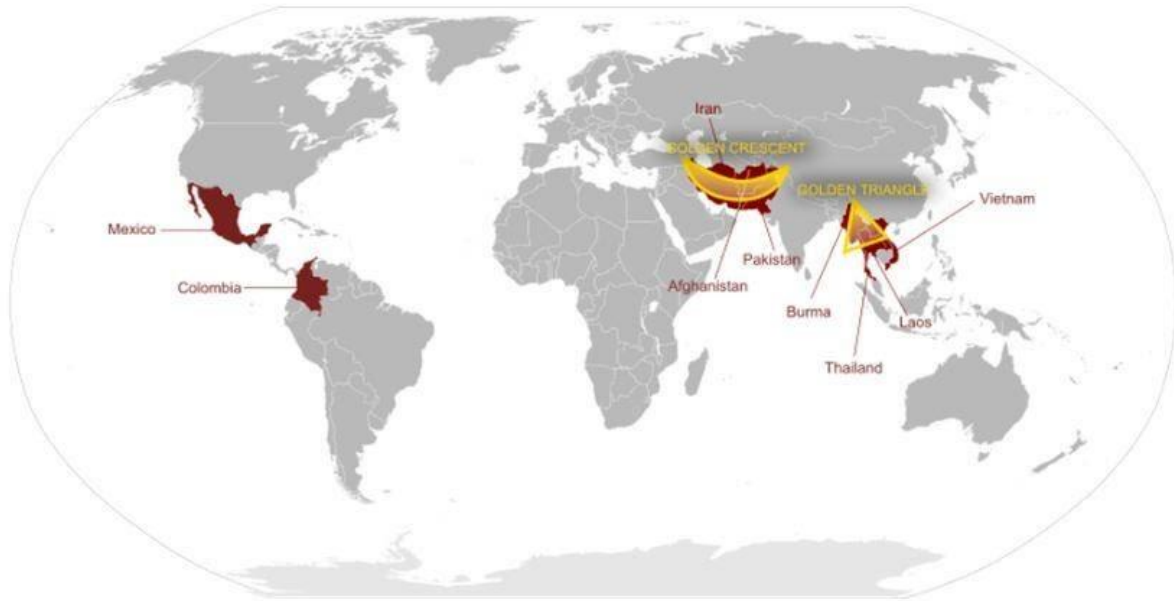 Iran
GOLDEN CRESCENT
GOLDEN TRIANGLE
Vietnam
Mexico
Pakistan
Colombia
Afghanistan
Burma
Laos
Thailand